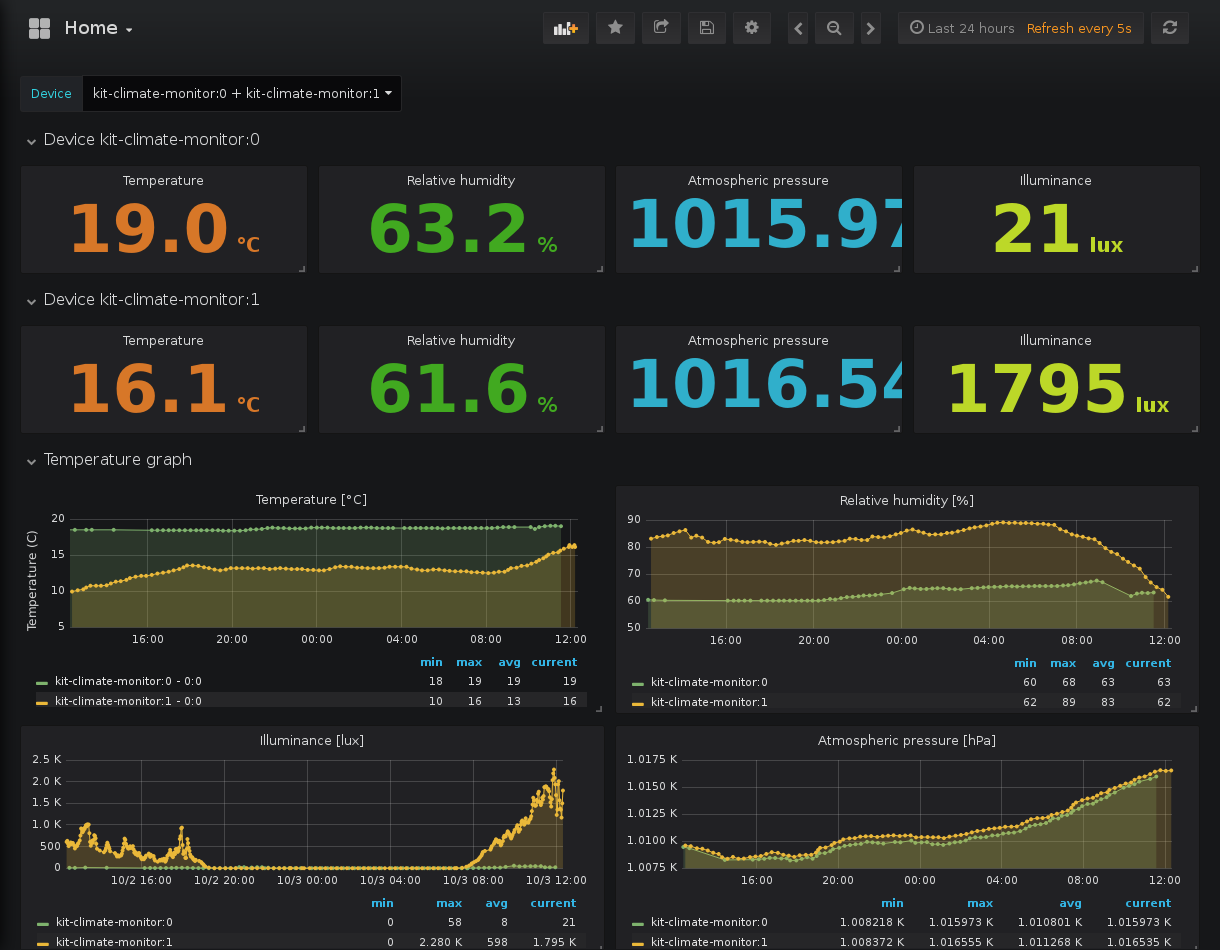 Home
Last 24 hours Refresh every 5s
Device kit-climate-monitor:0 + kit-climate-monitor:1
Device kit-climate-monitor:0
Temperature Relative humidity Atmospheric pressure Illuminance
19.0 °C 63.2 % 1015.97 21 lux
Device kit-climate-monitor:1
Temperature Relative humidity Atmospheric pressure Illuminance
16.1 °C 61.6 % 1016.54 1795 lux
Temperature graph
Temperature [°C]
Temperature (C)
20
15
10
5
16:00 20:00 00:00 04:00 08:00 12:00
min max avg current
kit-climate-monitor:0 - 0:0 18 19 19 19
kit-climate-monitor:1 - 0:0 10 16 13 16
Relative humidity [%]
90
80
70
60
50
16:00 20:00 00:00 04:00 08:00 12:00
min max avg current
kit-climate-monitor:0 60 68 63 63
kit-climate-monitor:1 62 89 83 62
Illuminance [lux]
2.5 K
2.0 K
1.5 K
1.0 K
500
0
10/2 16:00 10/2 20:00 10/3 00:00 10/3 04:00 10/3 08:00 10/3 12:00
min max avg current
kit-climate-monitor:0 0 58 8 21
kit-climate-monitor:1 0 2.280 K 598 1.795 K
Atmospheric pressure [hPa]
1.0175 K
1.0150 K
1.0125 K
1.0100 K
1.0075 K
16:00 20:00 00:00 04:00 08:00 12:00
min max avg current
kit-climate-monitor:0 1.008218 K 1.015973 K 1.010801 K 1.015973 K
kit-climate-monitor:1 1.008372 K 1.016555 K 1.011268 K 1.016535 K